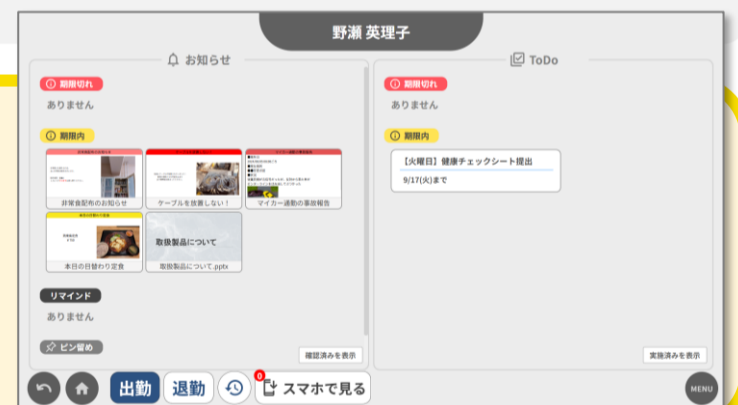 野瀬 英理子
お知らせ
期限切れ
ありません
期限内
非常食配布のお知らせ
ケーブルを放置しない！
マイカー通勤の事故報告
本日の日替わり定食
取扱製品について
取扱製品について.pptx
リマインド
ありません
ピン留め
確認済みを表示
ToDo
期限切れ
ありません
期限内
【火曜日】健康チェックシート提出
9/17(火)まで
実施済みを表示
出勤
退勤
0
スマホで見る
MENU